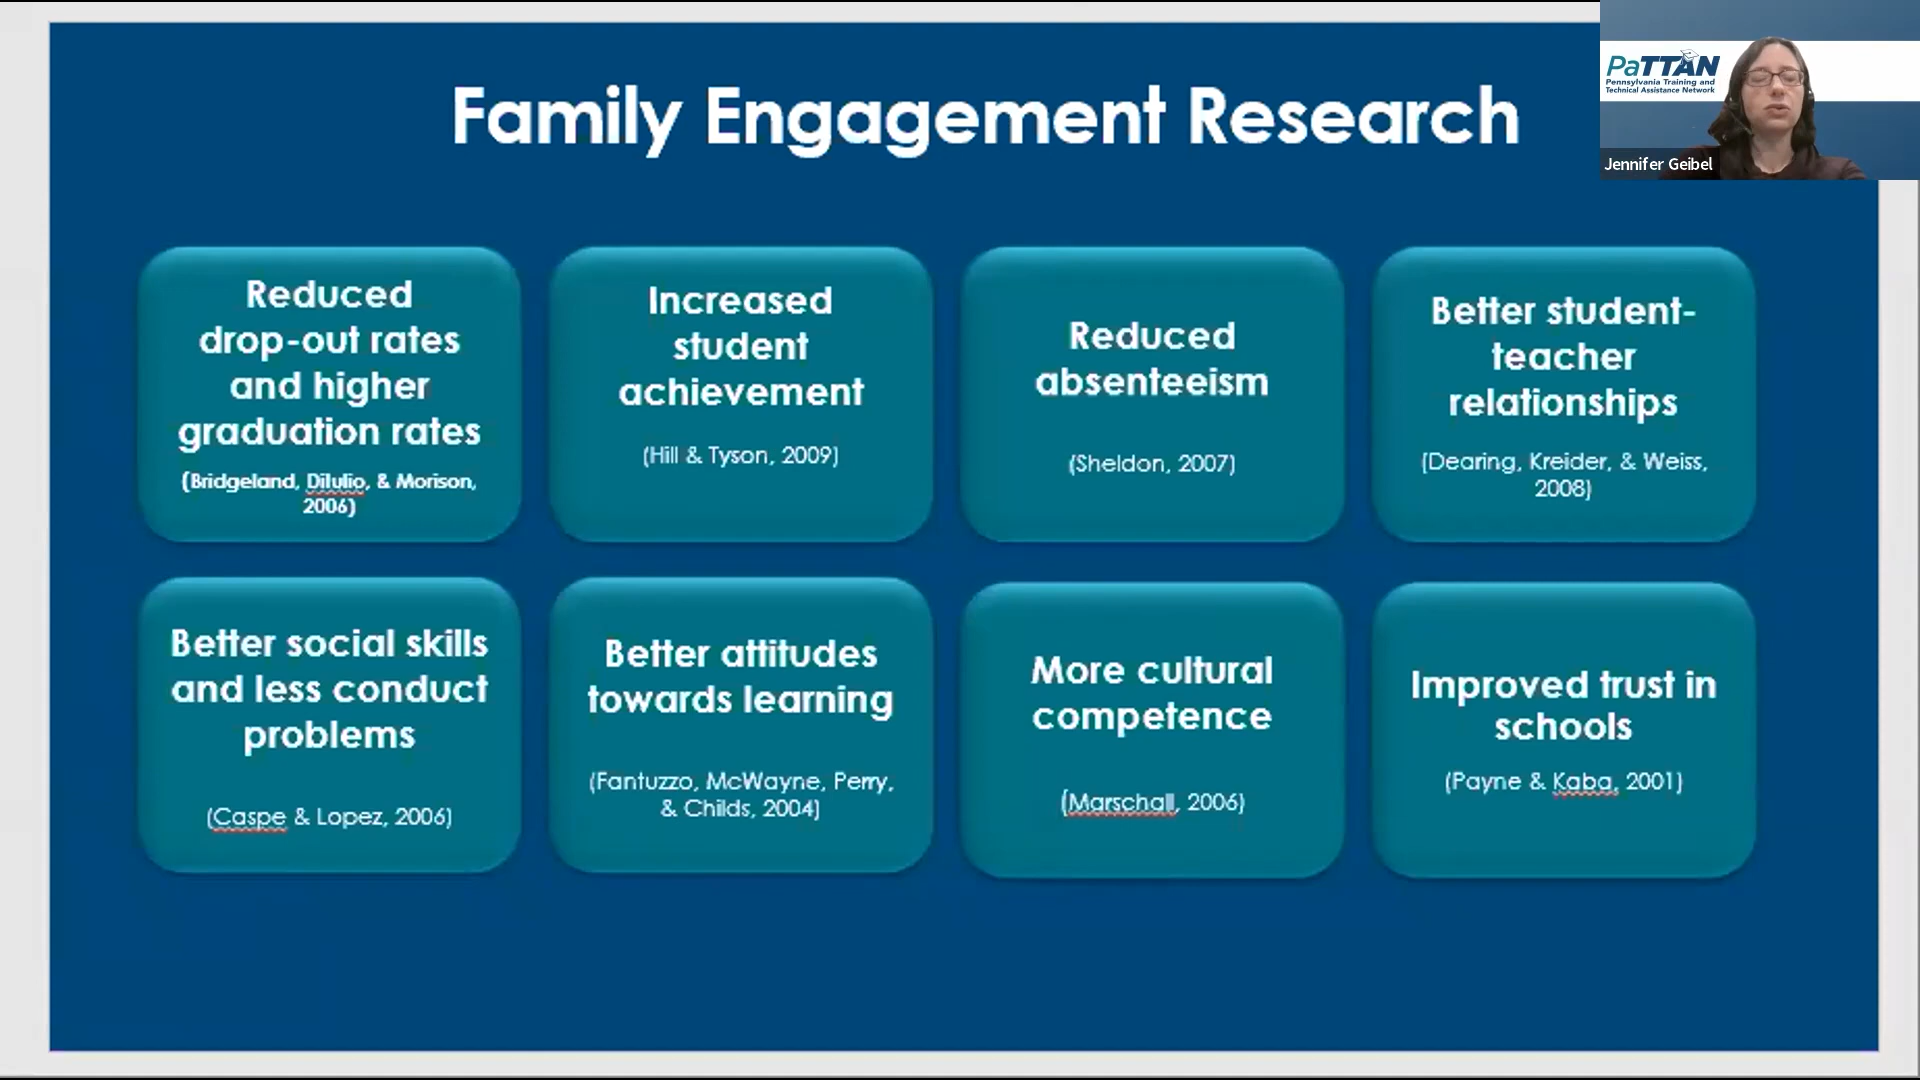 Family Engagement Research
PaTTAN
Pennsylvania Training and
Technical Assistance Network
Jennifer Geibel
Reduced
drop-out rates
and higher
graduation rates
(Bridgeland, Dilulio, & Morison,
2006)
Increased
student
achievement
(Hill & Tyson, 2009)
Reduced
absenteeism
(Sheldon, 2007)
Better student-
teacher
relationships
(Dearing, Kreider, & Weiss,
2008)
Better social skills
and less conduct
problems
(Caspe & Lopez, 2006)
Better attitudes
towards learning
(Fantuzzo, McWayne, Perry,
& Childs, 2004)
More cultural
competence
(Marschall, 2006)
Improved trust in
schools
(Payne & Kaba, 2001)